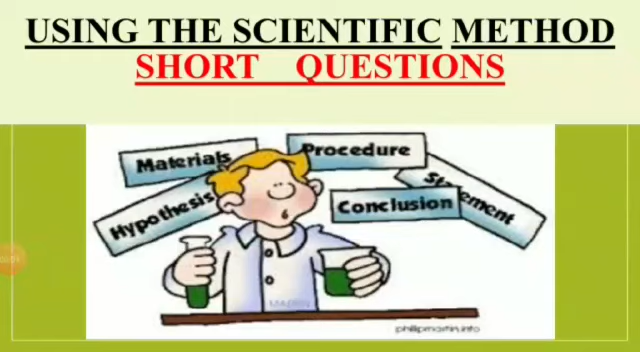 USING THE SCIENTIFIC METHOD
SHORT QUESTIONS
Materials
Procedure
Hypothesis
Conclusion
Statement
philipmartin.info